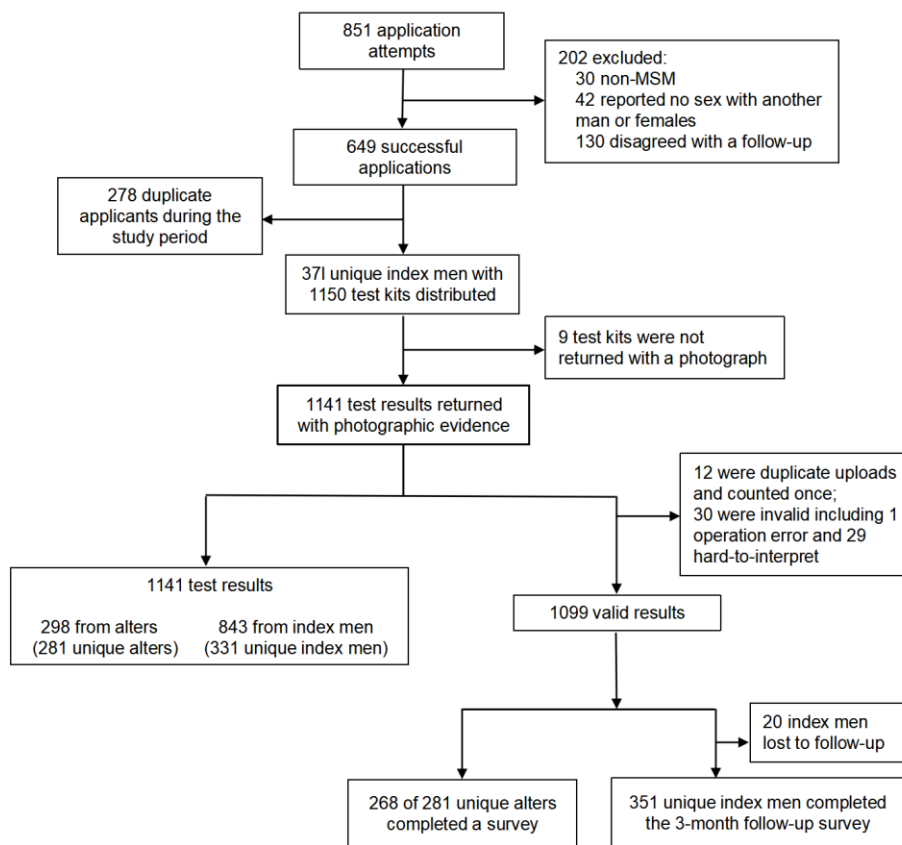 851 application
attempts
202 excluded:
30 non-MSM
42 reported no sex with another
man or females
130 disagreed with a follow-up
649 successful
applications
278 duplicate
applicants during the
study period
37l unique index men with
1150 test kits distributed
9 test kits were not
returned with a photograph
1141 test results returned
with photographic evidence
12 were duplicate uploads
and counted once;
30 were invalid including 1
operation error and 29
hard-to-interpret
1141 test results
298 from alters
(281 unique alters)
843 from index men
(331 unique index men)
1099 valid results
20 index men
lost to follow-up
268 of 281 unique alters
completed a survey
351 unique index men completed
the 3-month follow-up survey